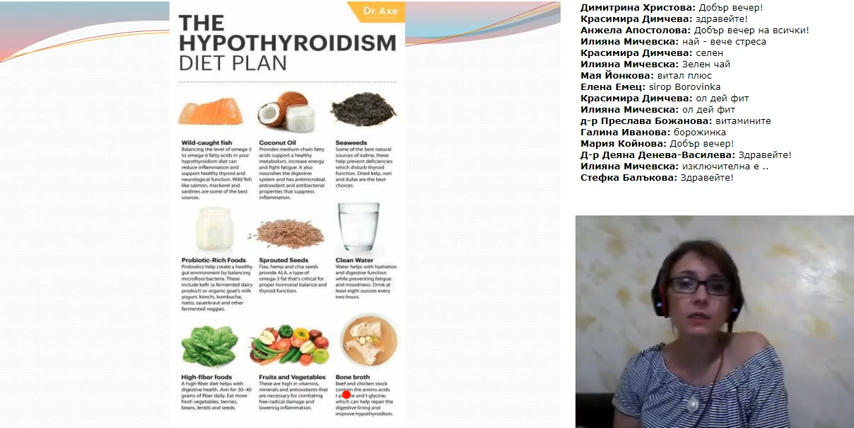 Dr Axe
THE
HYPOTHYROIDISM
DIET PLAN
Wild-caught fish
Balancing the level of omega-3
to omega-6 fatty acids in your
hypothyroidism diet can
reduce inflammation and
support healthy thyroid and
neurological function. Wild fish
like salmon, mackerel and
sardines are some of the best
sources.
Coconut Oil
Provides medium-chain fatty
acids support a healthy
metabolism, increase energy
and fight fatigue. It also
nourishes the digestive
system and has antimicrobial,
antioxidant and antibacterial
properties that suppress
inflammation.
Seaweeds
Some of the best natural
sources of iodine, these
help prevent deficiencies
which disturb thyroid
function. Dried kelp, nori
and dulse are the best
choices.
Probiotic-Rich Foods
Probiotics help create a healthy
gut environment by balancing
microflora bacteria. These
include kefir (a fermented dairy
product) or organic goat's milk
yogurt, kimchi, kombucha,
natto, sauerkraut and other
fermented veggies.
Sprouted Seeds
Flax, hemp and chia seeds
provide ALA, a type of
omega-3 fat that's critical for
proper hormonal balance and
thyroid function.
Clean Water
Water helps with hydration
and digestive function
while preventing fatigue
and moodiness. Drink at
least eight ounces every
two hours.
High-fiber foods
A high-fiber diet helps with
digestive health. Aim for 30–40
grams of fiber daily. Eat more
fresh vegetables, berries,
beans, lentils and seeds.
Fruits and Vegetables
These are high in vitamins,
minerals and antioxidants that
are necessary for combating
free-radical damage and
lowering inflammation.
Bone broth
Beef and chicken stock
contain the amino acids
and l-glycine,
which can help repair the
digestive lining and
improve hypothyroidism.
Димитрина Христова: Добър вечер!
Красимира Димчева: здравейте!
Анжела Апостолова: Добър вечер на всички!
Илияна Мичевска: най - вече стреса
Красимира Димчева: селен
Илияна Мичевска: Зелен чай
Мая Йонкова: витал плюс
Елена Емец: sirop Borovinka
Красимира Димчева: ол дей фит
Илияна Мичевска: ол дей фит
д-р Преслава Божанова: витамините
Галина Иванова: борожинка
Мария Койнова: Добър вечер!
Д-р Деяна Денева-Василева: Здравейте!
Илияна Мичевска: изключителна е ..
Стефка Балъкова: Здравейте!